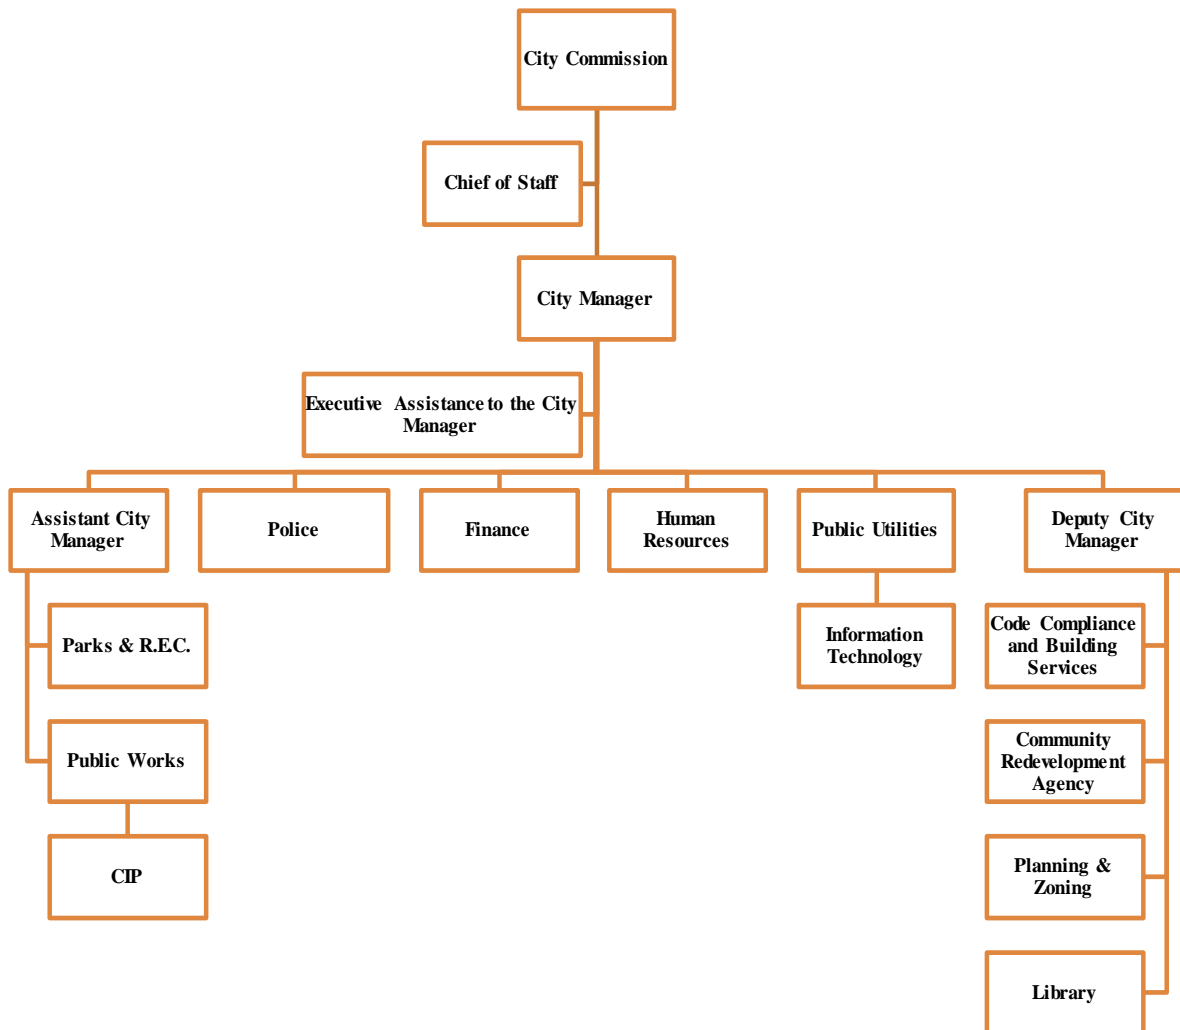 City Commission
Chief of Staff
City Manager
Executive Assistance to the City
Manager
Assistant City
Manager
Police
Finance
Human
Resources
Public Utilities
Deputy City
Manager
Parks & R.E.C.
Information
Technology
Code Compliance
and Building
Services
Public Works
Community
Redevelopment
Agency
CIP
Planning &
Zoning
Library